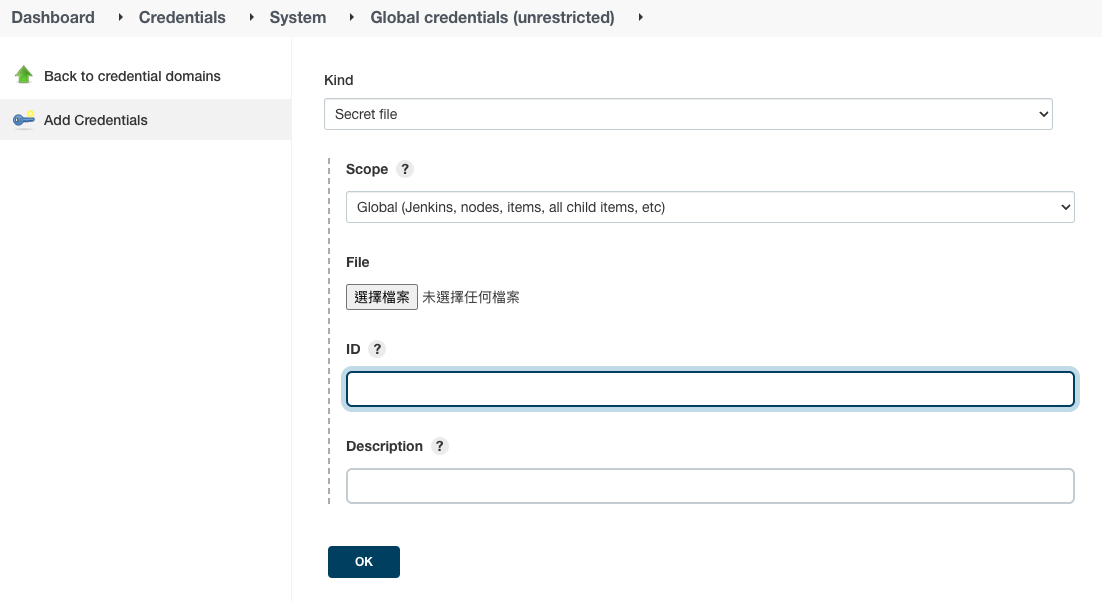 Dashboard Credentials System Global credentials (unrestricted)
Back to credential domains
Add Credentials
Kind
Secret file
Scope ?
Global (Jenkins, nodes, items, all child items, etc)
File
選擇檔案 未選擇任何檔案
ID ?
Description ?
OK